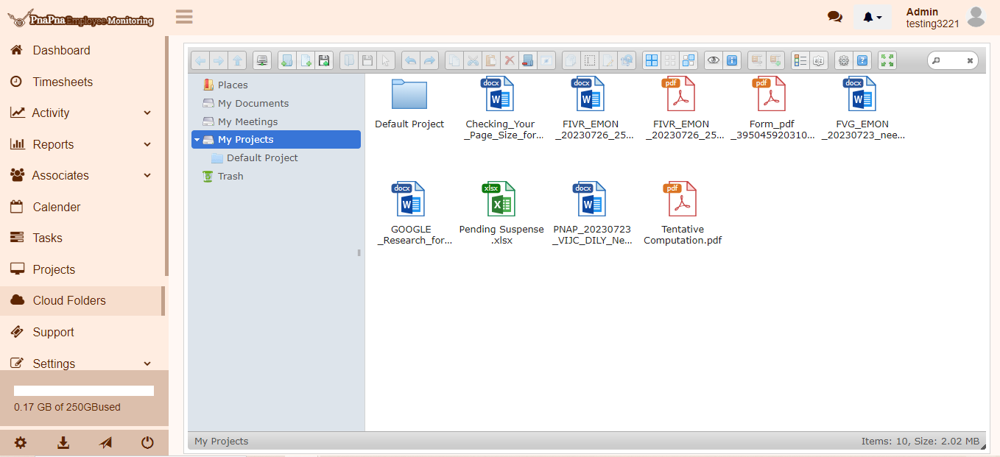 PnaPna Employee Monitoring
Admin
testing3221
Dashboard
Timesheets
Activity
Reports
Associates
Calender
Tasks
Projects
Cloud Folders
Support
Settings
0.17 GB of 250GBused
Places
My Documents
My Meetings
My Projects
Default Project
Trash
Default Project
docx
Checking_Your
_Page_Size_for...
docx
FIVR_EMON
_20230726_25...
pdf
FIVR_EMON
_20230726_25...
pdf
Form_pdf
_395045920310...
docx
FVG_EMON
_20230723_nee...
docx
GOOGLE
_Research_for...
xlsx
Pending Suspense
.xlsx
docx
PNAP_20230723
_VIJC_DILY_Ne...
pdf
Tentative
Computation.pdf
My Projects
Items: 10, Size: 2.02 MB